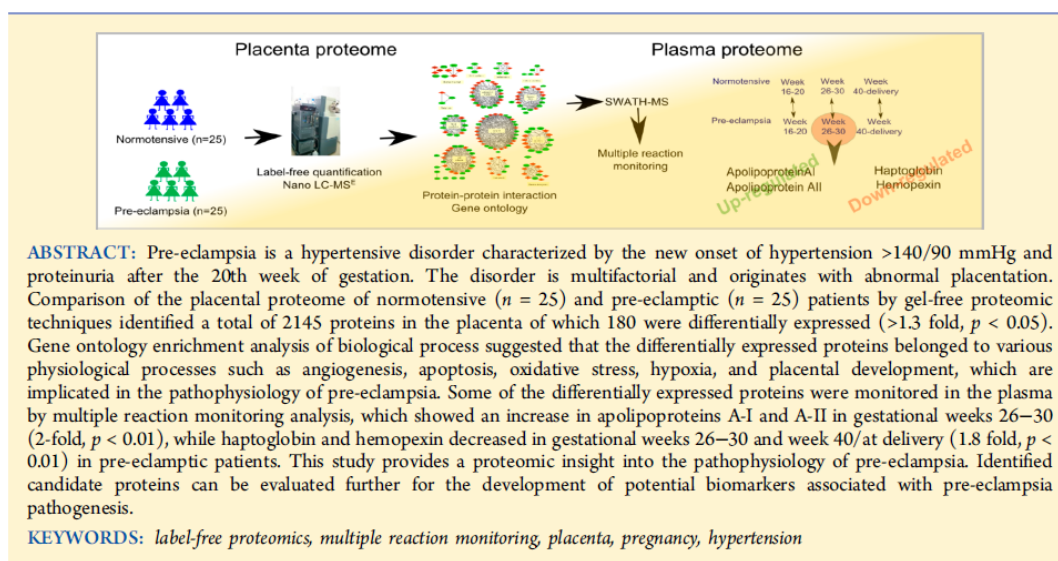 Placenta proteome
Plasma proteome
Normotensive (n=25)
Pre-eclampsia (n=25)
Label-free quantification
Nano LC-MSᴱ
Protein-protein interaction
Gene ontology
SWATH-MS
Multiple reaction
monitoring
Normotensive Week 16-20 Week 26-30 Week 40-delivery
Pre-eclampsia Week 16-20 Week 26-30 Week 40-delivery
Up-regulated
Apolipoprotein AI
Apolipoprotein AII
Down-regulated
Haptoglobin
Hemopexin
ABSTRACT: Pre-eclampsia is a hypertensive disorder characterized by the new onset of hypertension >140/90 mmHg and
proteinuria after the 20th week of gestation. The disorder is multifactorial and originates with abnormal placentation.
Comparison of the placental proteome of normotensive (n = 25) and pre-eclamptic (n = 25) patients by gel-free proteomic
techniques identified a total of 2145 proteins in the placenta of which 180 were differentially expressed (>1.3 fold, p < 0.05).
Gene ontology enrichment analysis of biological process suggested that the differentially expressed proteins belonged to various
physiological processes such as angiogenesis, apoptosis, oxidative stress, hypoxia, and placental development, which are
implicated in the pathophysiology of pre-eclampsia. Some of the differentially expressed proteins were monitored in the plasma
by multiple reaction monitoring analysis, which showed an increase in apolipoproteins A-I and A-II in gestational weeks 26−30
(2-fold, p < 0.01), while haptoglobin and hemopexin decreased in gestational weeks 26−30 and week 40/at delivery (1.8 fold, p <
0.01) in pre-eclamptic patients. This study provides a proteomic insight into the pathophysiology of pre-eclampsia. Identified
candidate proteins can be evaluated further for the development of potential biomarkers associated with pre-eclampsia
pathogenesis.
KEYWORDS: label-free proteomics, multiple reaction monitoring, placenta, pregnancy, hypertension